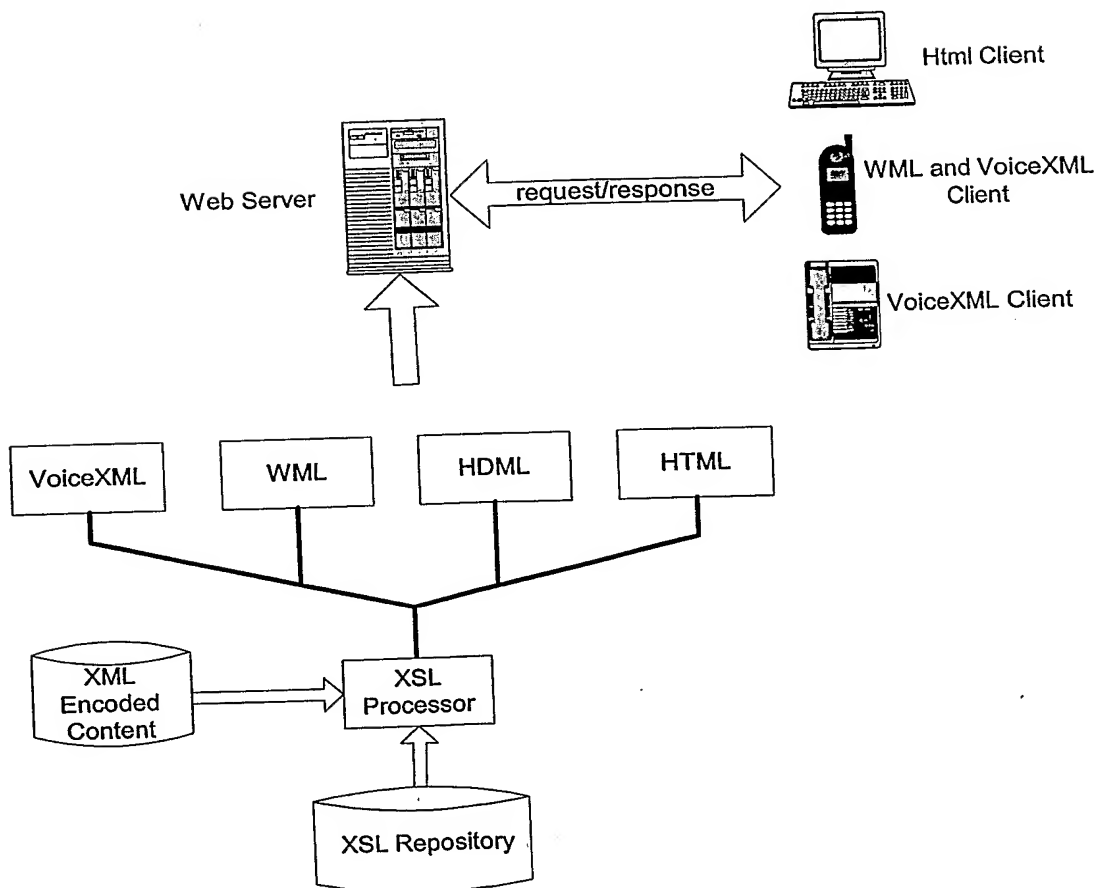 Html Client
Web Server
request/response
WML and VoiceXML
Client
VoiceXML Client
VoiceXML
WML
HDML
HTML
XML
Encoded
Content
XSL
Processor
XSL Repository